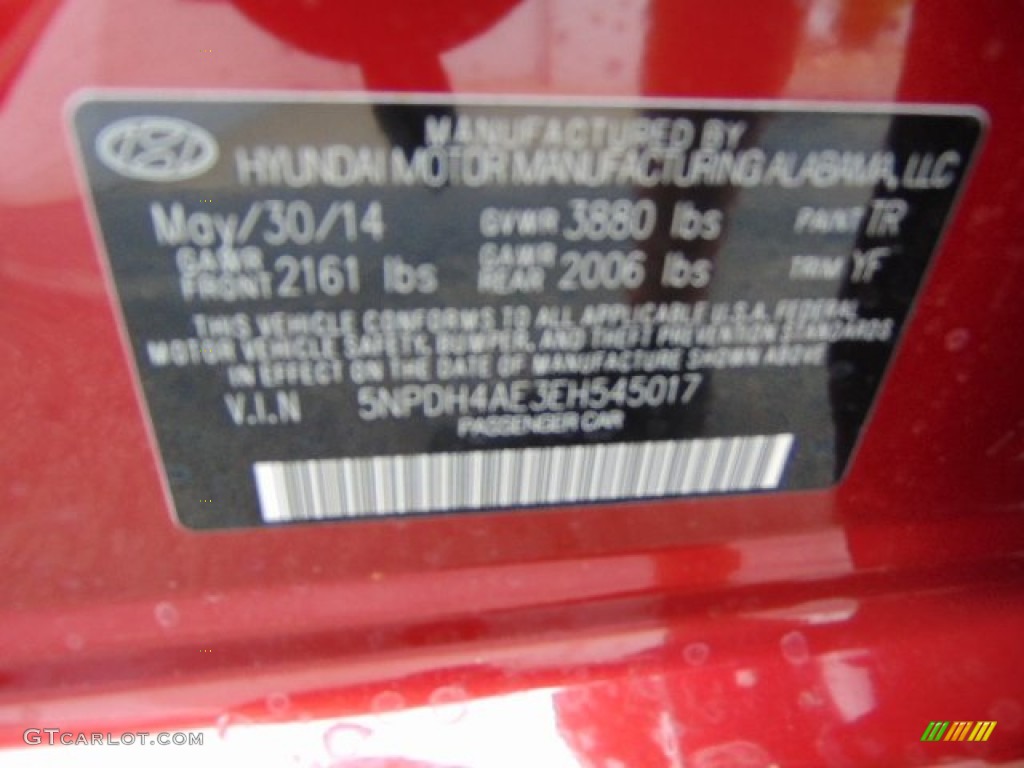 MANUFACTURED BY
HYUNDAI MOTOR MANUFACTURING ALABAMA, LLC
May/30/14 GVWR 3880 lbs PAINT TR
GAWR FRONT 2161 lbs GAWR REAR 2006 lbs TRIM YF
THIS VEHICLE CONFORMS TO ALL APPLICABLE U.S.A. FEDERAL
MOTOR VEHICLE SAFETY, BUMPER, AND THEFT PREVENTION STANDARDS
IN EFFECT ON THE DATE OF MANUFACTURE SHOWN ABOVE
V.I.N 5NPDH4AE3EH545017
PASSENGER CAR
GTCARLOT.COM